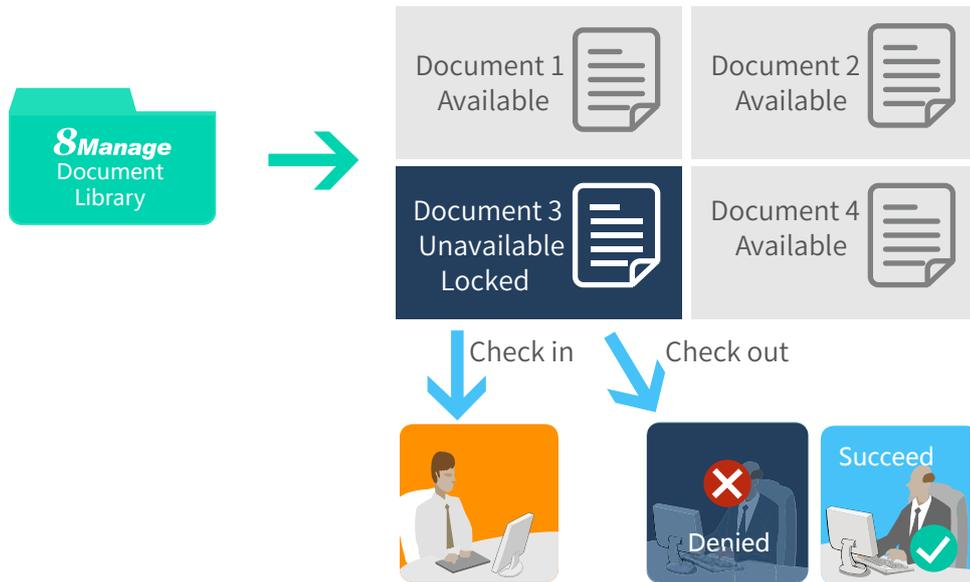 8Manage
Document
Library
Document 1
Available
Document 2
Available
Document 3
Unavailable
Locked
Document 4
Available
Check in
Check out
Denied
Succeed